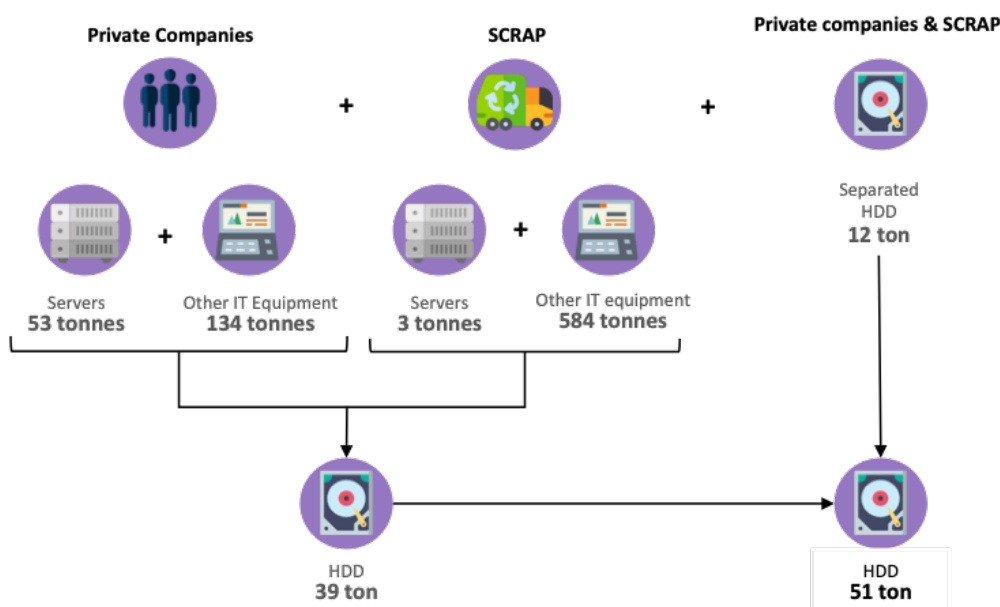 Private Companies
SCRAP
Private companies & SCRAP
+
+
Separated
HDD
12 ton
+
+
Servers
53 tonnes
Other IT Equipment
134 tonnes
Servers
3 tonnes
Other IT equipment
584 tonnes
HDD
39 ton
HDD
51 ton